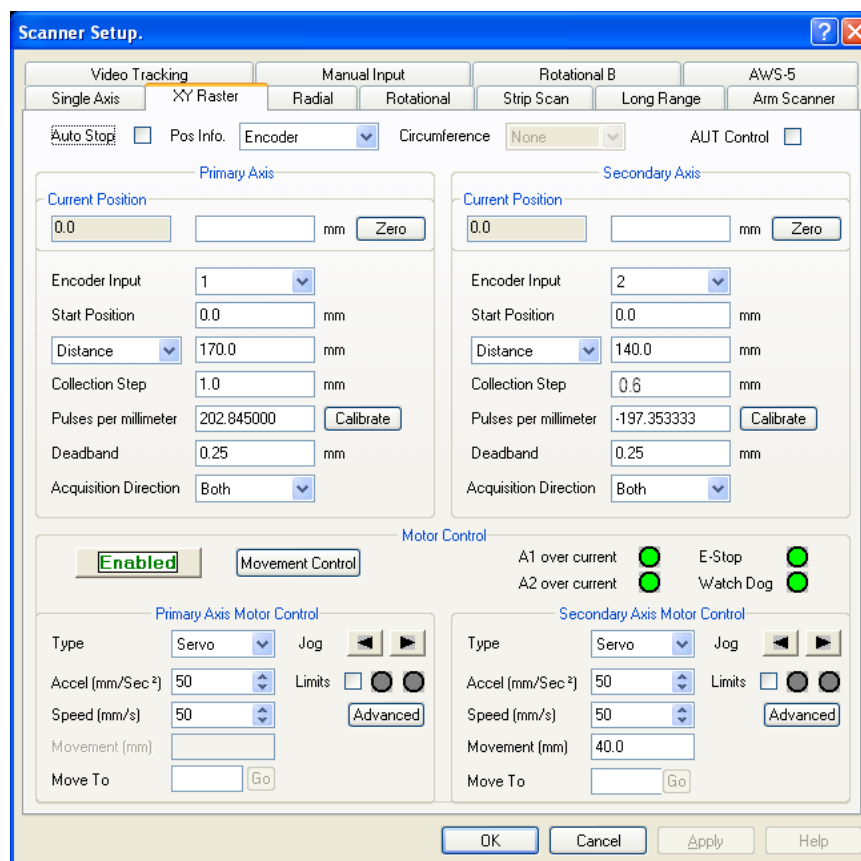 Scanner Setup.
Video Tracking Manual Input Rotational B AWS-5
Single Axis XY Raster Radial Rotational Strip Scan Long Range Arm Scanner
Auto Stop Pos Info. Encoder Circumference None AUT Control
Primary Axis Secondary Axis
Current Position Current Position
0.0 mm Zero 0.0 mm Zero
Encoder Input 1 Encoder Input 2
Start Position 0.0 mm Start Position 0.0 mm
Distance 170.0 mm Distance 140.0 mm
Collection Step 1.0 mm Collection Step 0.6 mm
Pulses per millimeter 202.845000 Calibrate Pulses per millimeter -197.353333 Calibrate
Deadband 0.25 mm Deadband 0.25 mm
Acquisition Direction Both Acquisition Direction Both
Motor Control
Enabled Movement Control A1 over current E-Stop
A2 over current Watch Dog
Primary Axis Motor Control Secondary Axis Motor Control
Type Servo Jog Type Servo Jog
Accel (mm/Sec²) 50 Limits Accel (mm/Sec²) 50 Limits
Speed (mm/s) 50 Advanced Speed (mm/s) 50 Advanced
Movement (mm) Movement (mm) 40.0
Move To Go Move To Go
OK Cancel Apply Help